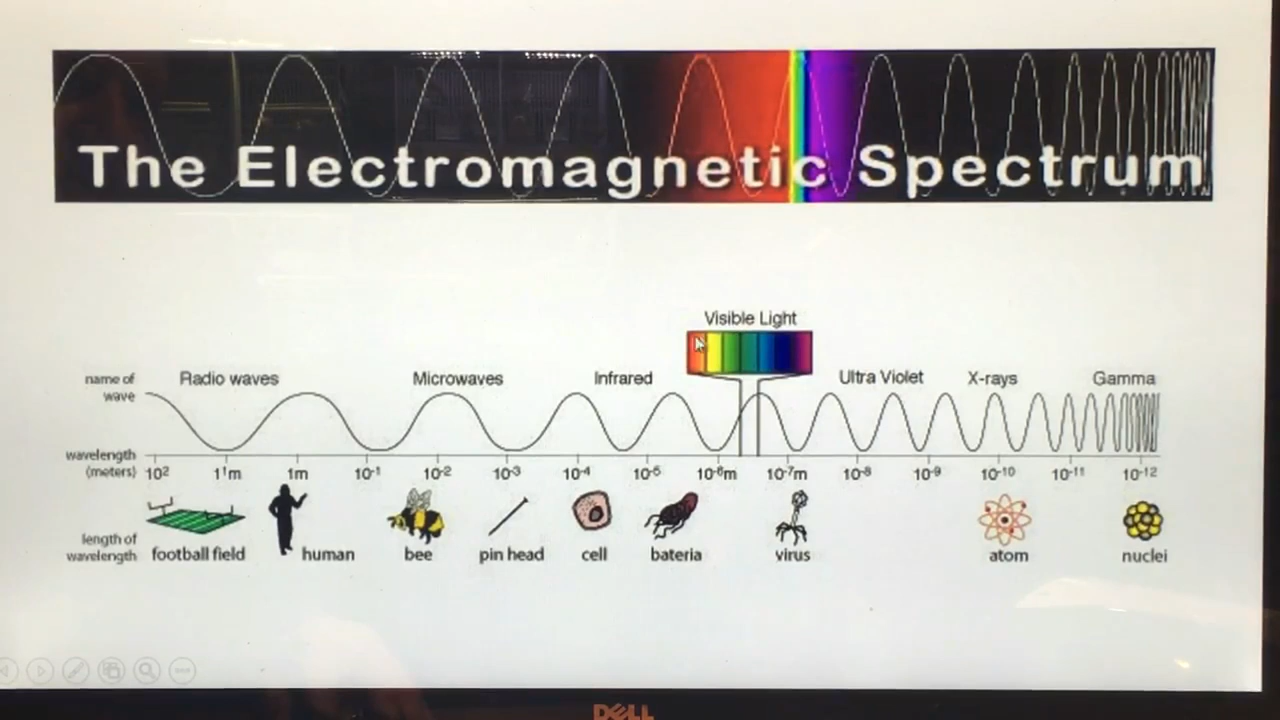 The Electromagnetic Spectrum
Visible Light
name of wave
Radio waves
Microwaves
Infrared
Ultra Violet
X-rays
Gamma
wavelength (meters)
10² 1¹m 1m 10⁻¹ 10⁻² 10⁻³ 10⁻⁴ 10⁻⁵ 10⁻⁶m 10⁻⁷m 10⁻⁸ 10⁻⁹ 10⁻¹⁰ 10⁻¹¹ 10⁻¹²
length of wavelength
football field
human
bee
pin head
cell
bateria
virus
atom
nuclei
DELL